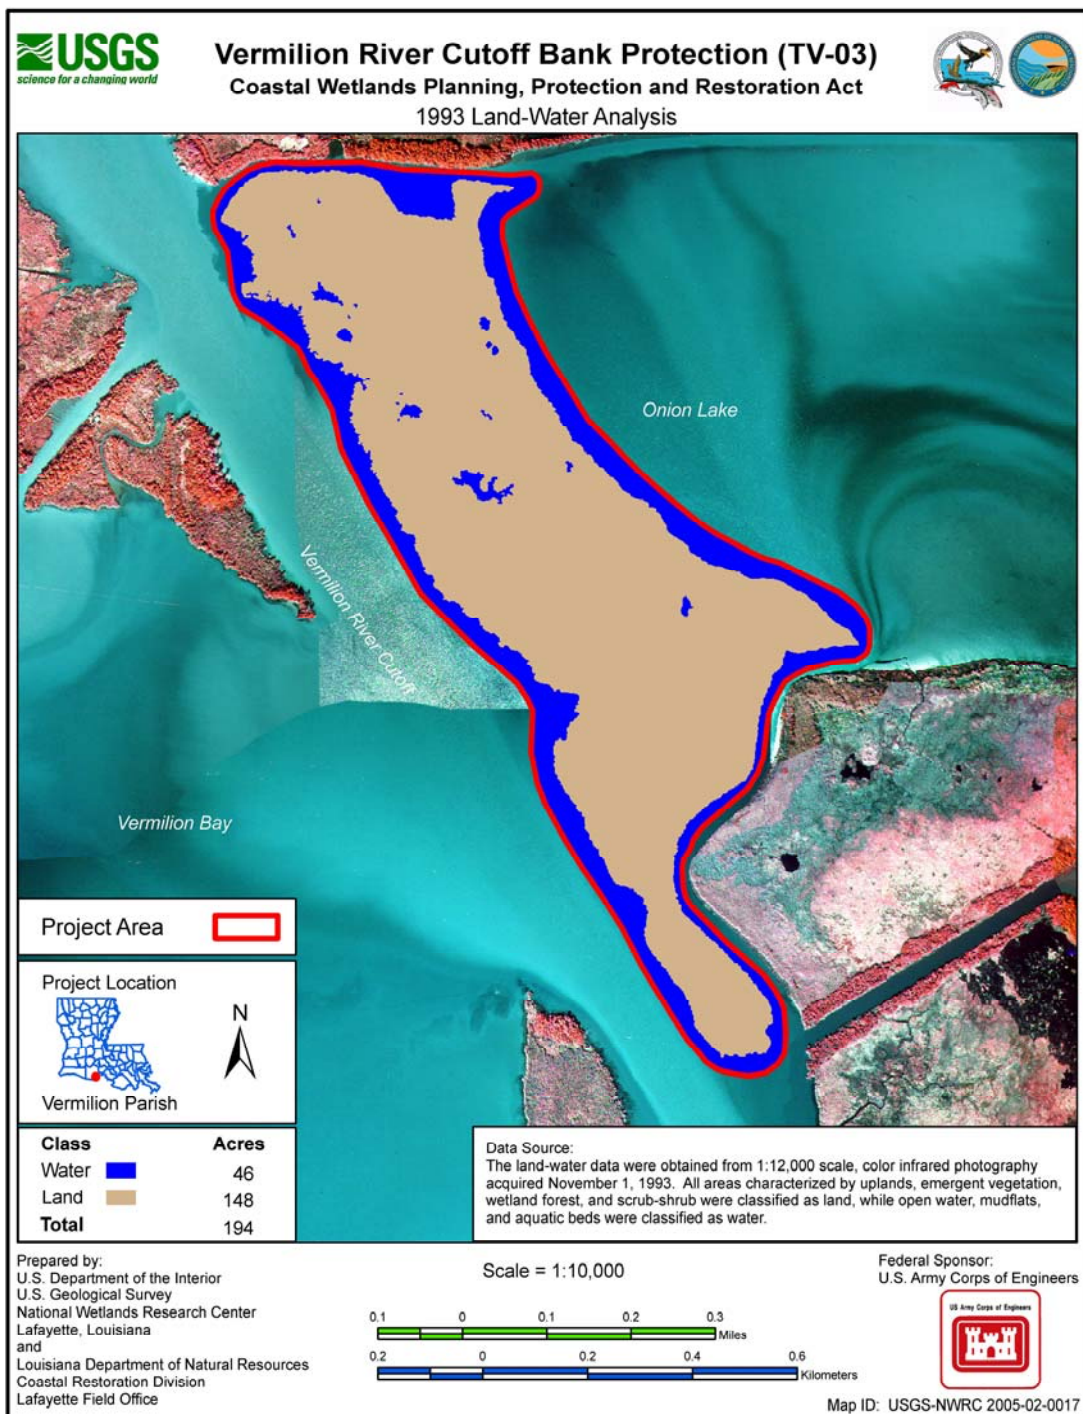 USGS
science for a changing world
Vermilion River Cutoff Bank Protection (TV-03)
Coastal Wetlands Planning, Protection and Restoration Act
1993 Land-Water Analysis
Onion Lake
Vermilion River Cutoff
Vermilion Bay
Project Area
Project Location
N
Vermilion Parish
Class Acres
Water 46
Land 148
Total 194
Data Source:
The land-water data were obtained from 1:12,000 scale, color infrared photography
acquired November 1, 1993. All areas characterized by uplands, emergent vegetation,
wetland forest, and scrub-shrub were classified as land, while open water, mudflats,
and aquatic beds were classified as water.
Prepared by:
U.S. Department of the Interior
U.S. Geological Survey
National Wetlands Research Center
Lafayette, Louisiana
and
Louisiana Department of Natural Resources
Coastal Restoration Division
Lafayette Field Office
Scale = 1:10,000
0.1 0 0.1 0.2 0.3
Miles
0.2 0 0.2 0.4 0.6
Kilometers
Federal Sponsor:
U.S. Army Corps of Engineers
US Army Corps of Engineers
Map ID: USGS-NWRC 2005-02-0017